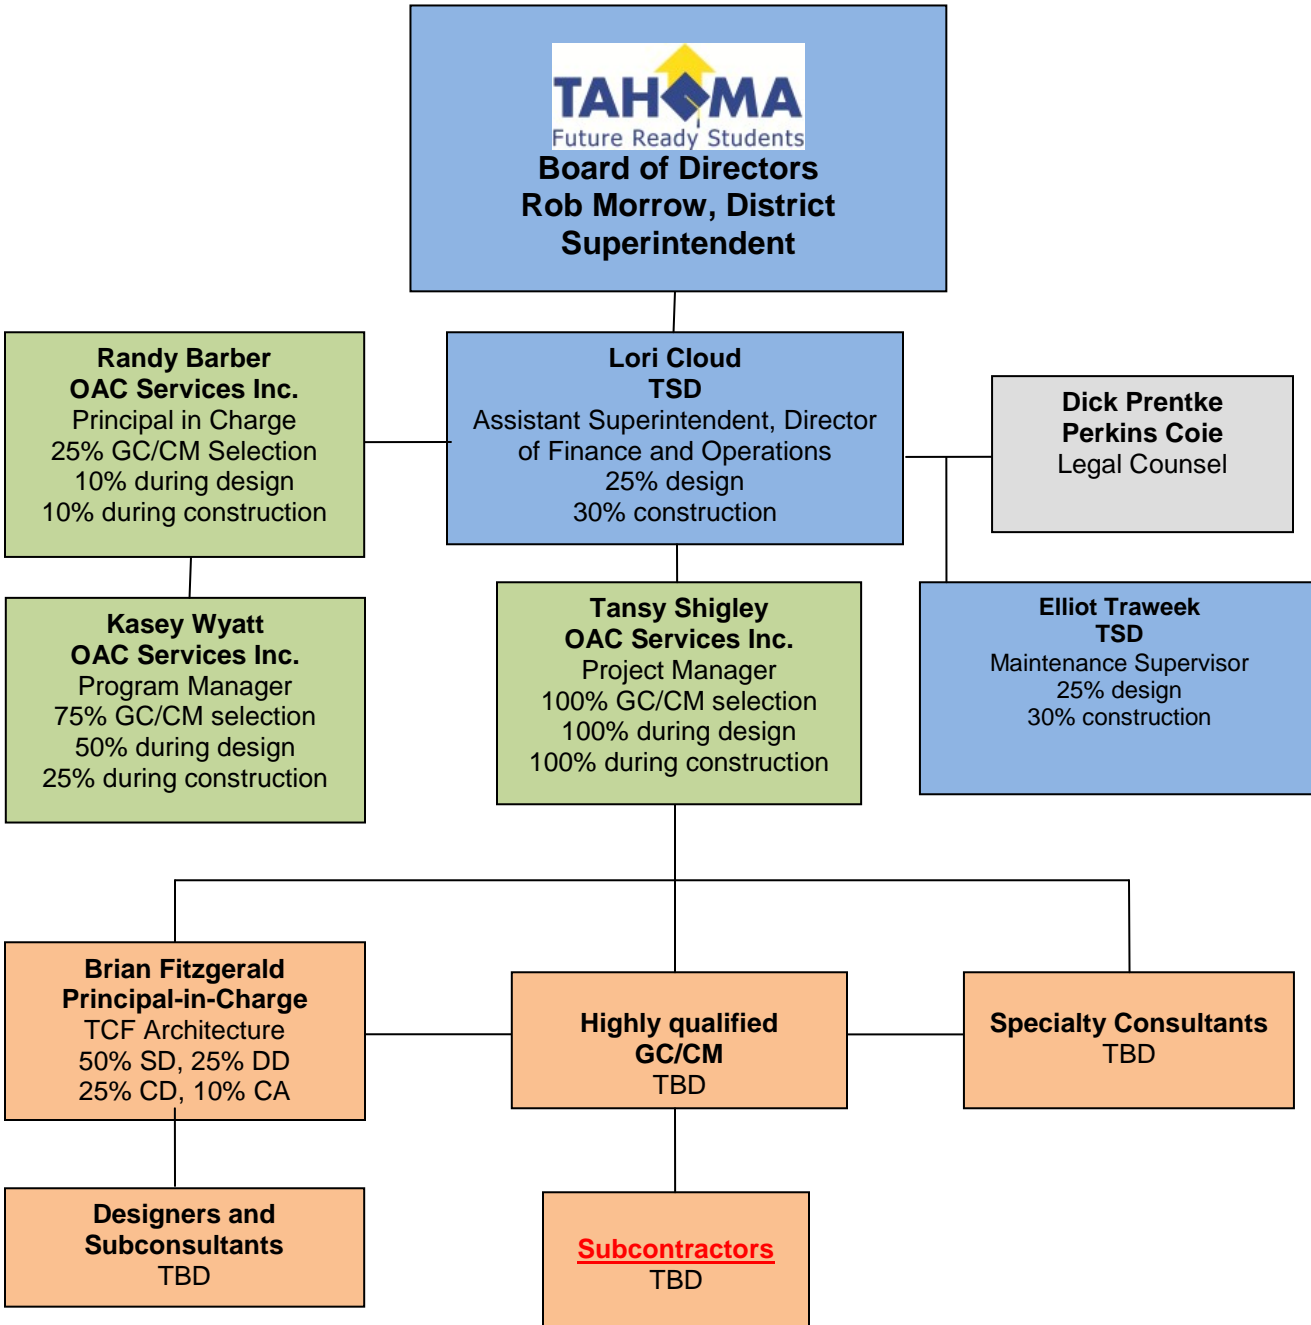 TAHOMA
Future Ready Students
Board of Directors
Rob Morrow, District
Superintendent
Randy Barber
OAC Services Inc.
Principal in Charge
25% GC/CM Selection
10% during design
10% during construction
Lori Cloud
TSD
Assistant Superintendent, Director
of Finance and Operations
25% design
30% construction
Dick Prentke
Perkins Coie
Legal Counsel
Kasey Wyatt
OAC Services Inc.
Program Manager
75% GC/CM selection
50% during design
25% during construction
Tansy Shigley
OAC Services Inc.
Project Manager
100% GC/CM selection
100% during design
100% during construction
Elliot Traweek
TSD
Maintenance Supervisor
25% design
30% construction
Brian Fitzgerald
Principal-in-Charge
TCF Architecture
50% SD, 25% DD
25% CD, 10% CA
Highly qualified
GC/CM
TBD
Specialty Consultants
TBD
Designers and
Subconsultants
TBD
Subcontractors
TBD